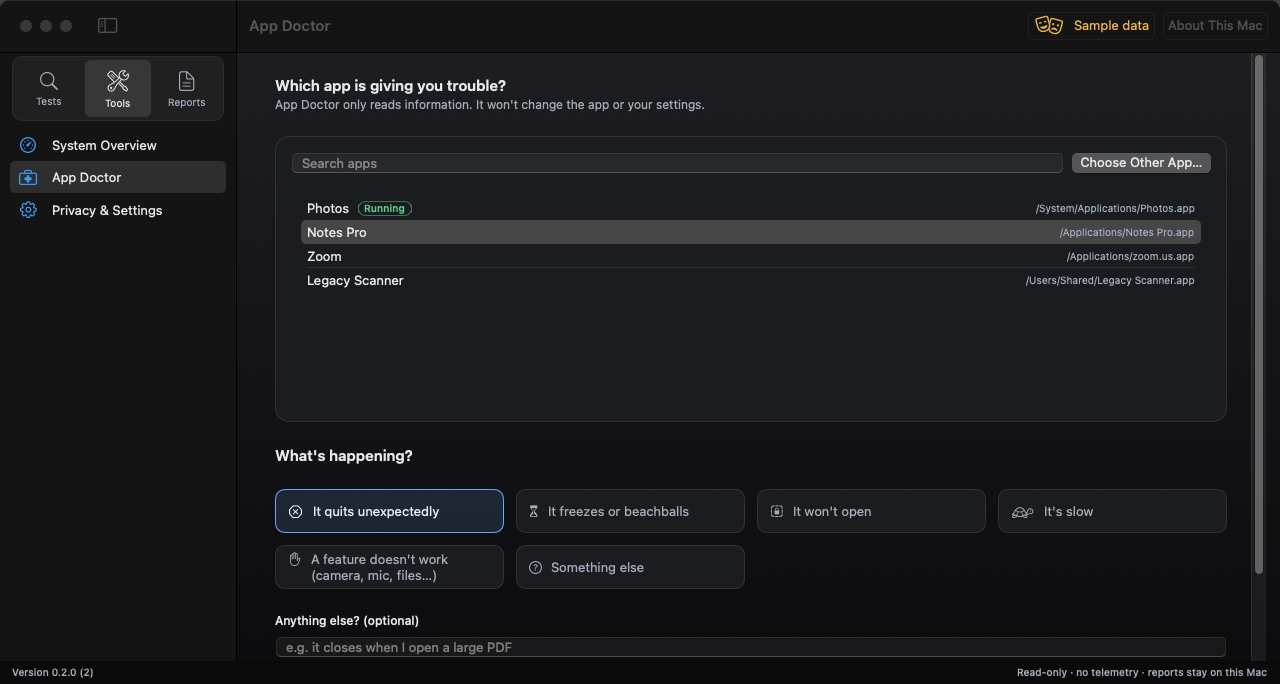 App Doctor
Sample data
About This Mac
Tests
Tools
Reports
System Overview
App Doctor
Privacy & Settings
Which app is giving you trouble?
App Doctor only reads information. It won't change the app or your settings.
Search apps
Choose Other App...
Photos Running /System/Applications/Photos.app
Notes Pro /Applications/Notes Pro.app
Zoom /Applications/zoom.us.app
Legacy Scanner /Users/Shared/Legacy Scanner.app
What's happening?
It quits unexpectedly
It freezes or beachballs
It won't open
It's slow
A feature doesn't work
(camera, mic, files...)
Something else
Anything else? (optional)
e.g. it closes when I open a large PDF
Version 0.2.0 (2)
Read-only · no telemetry · reports stay on this Mac